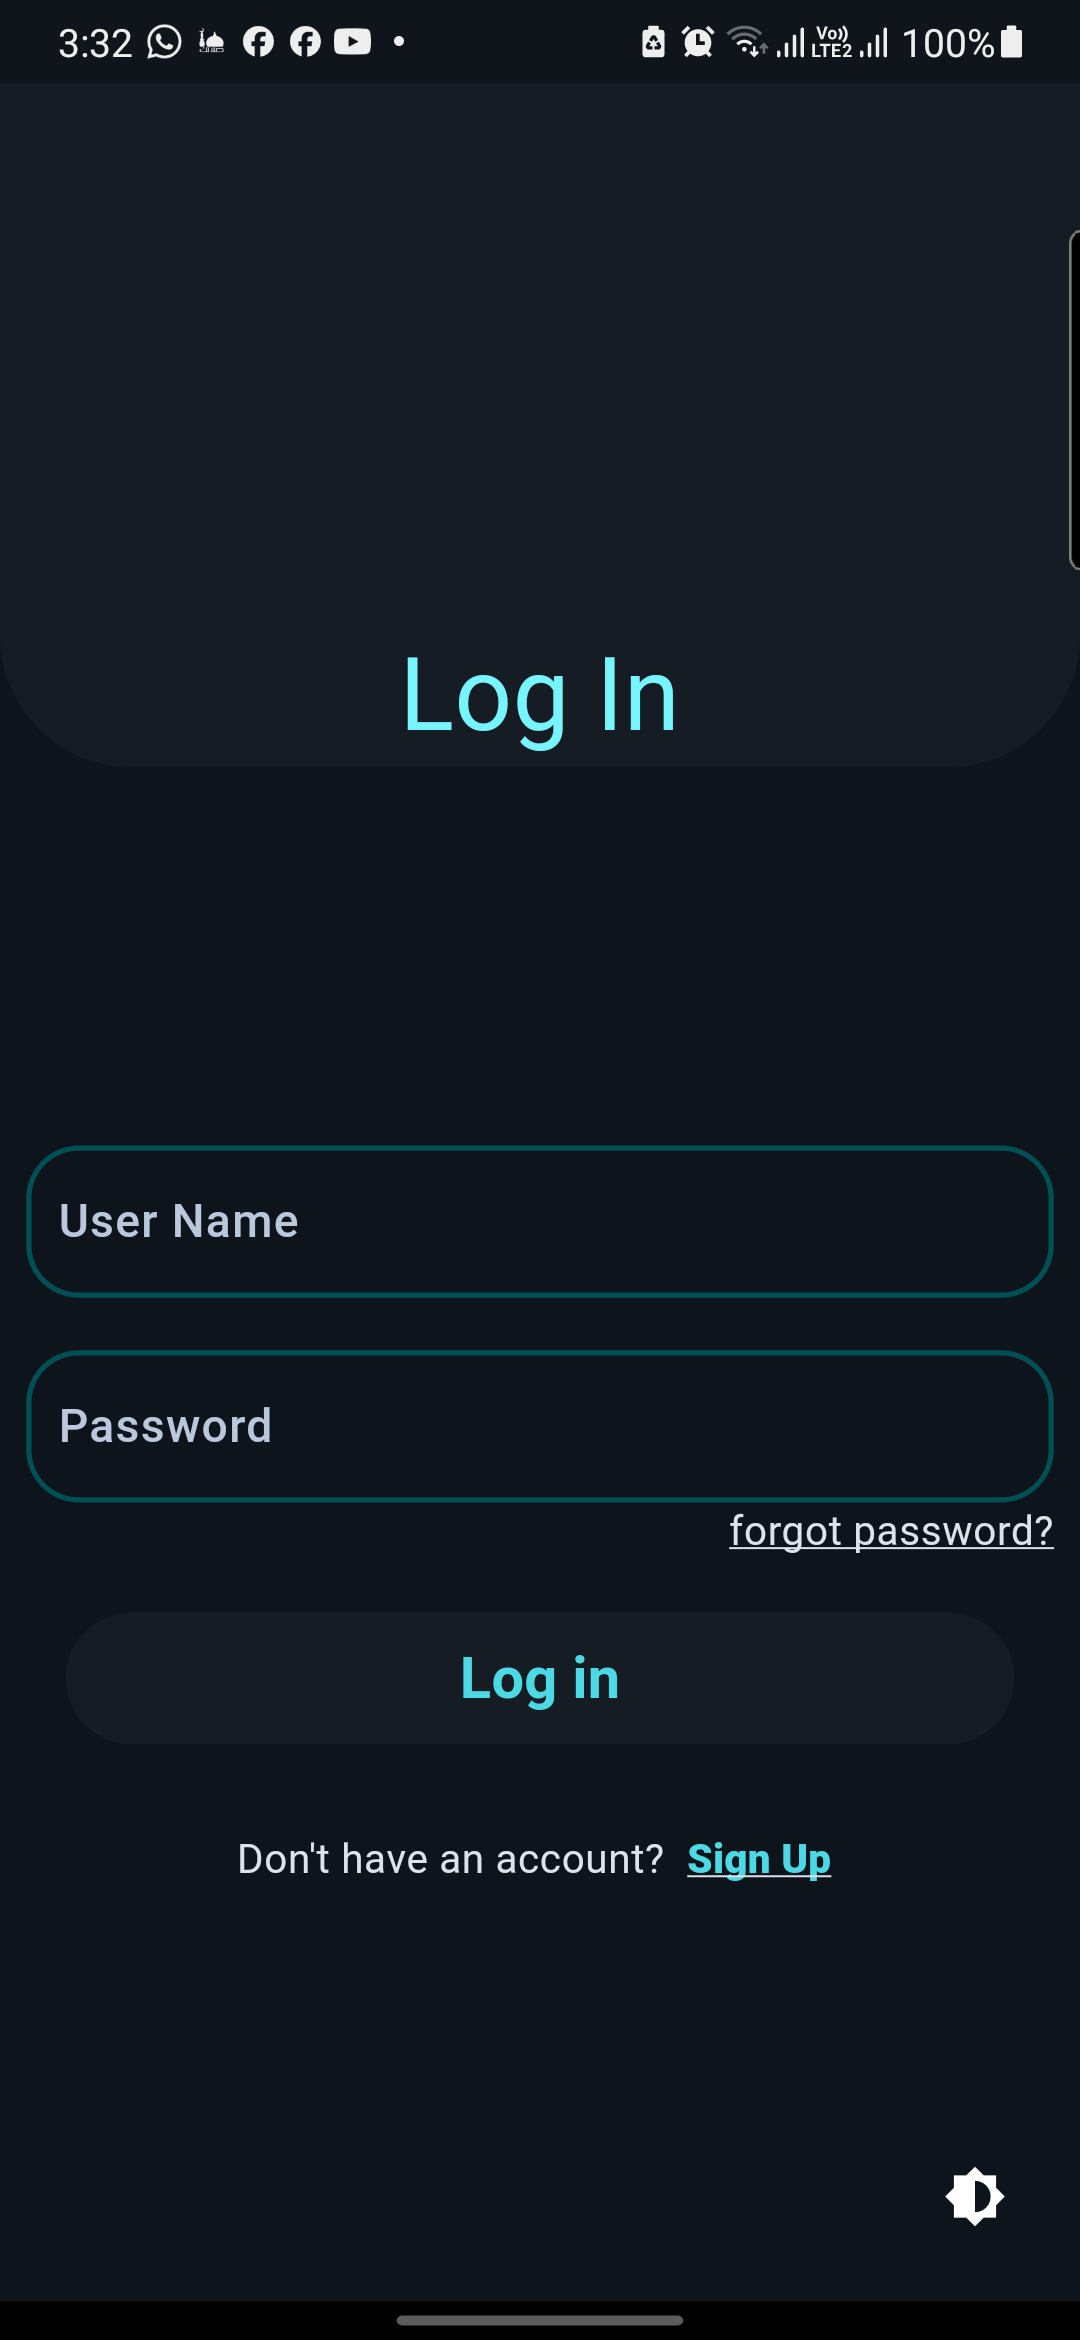 3:32 Vo)) LTE2 100%
Log In
User Name
Password
forgot password?
Log in
Don't have an account? Sign Up